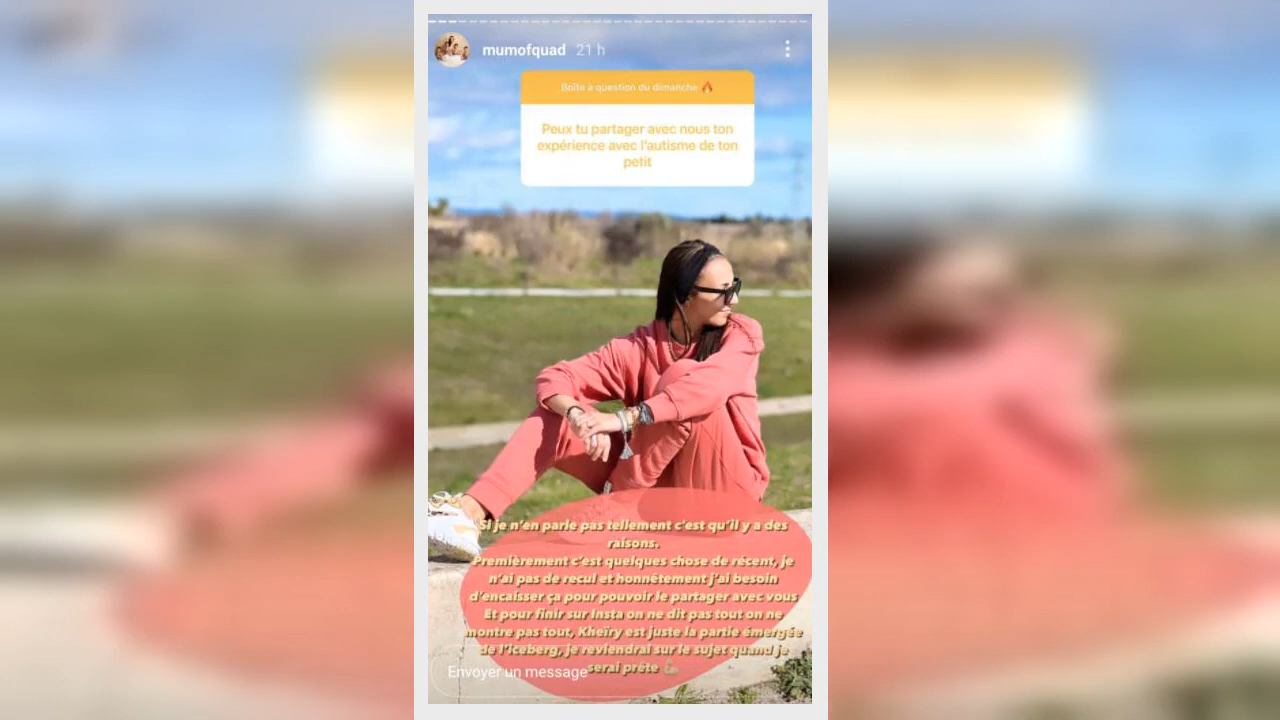 mumofquad 21 h
Boîte à question du dimanche 🔥
Peux tu partager avec nous ton
expérience avec l'autisme de ton
petit
Si je n'en parle pas tellement c'est qu'il y a des
raisons.
Premièrement c'est quelques chose de récent, je
n'ai pas de recul et honnêtement j'ai besoin
d'encaisser ça pour pouvoir le partager avec vous
Et pour finir sur Insta on ne dit pas tout on ne
montre pas tout, Kheïry est juste la partie émergée
de l'iceberg, je reviendrai sur le sujet quand je
serai prête 💪🏼
Envoyer un message